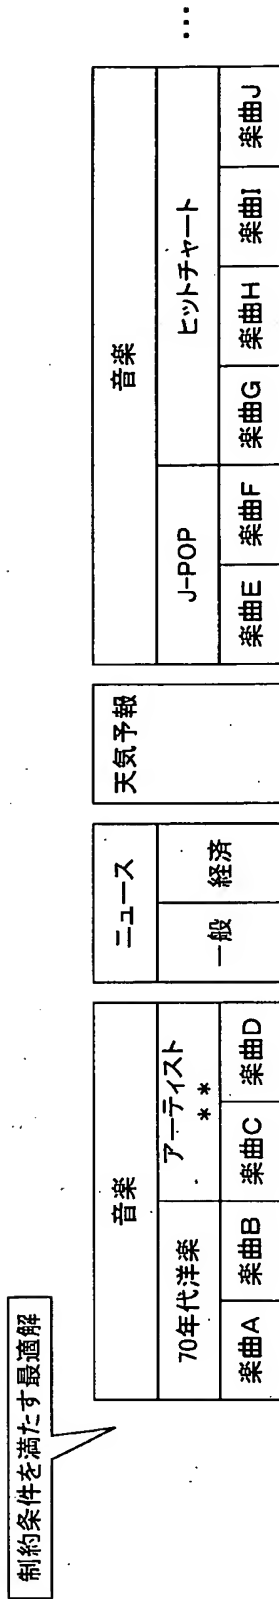 制約条件を満たす最適解
音楽
70年代洋楽
アーティスト
**
楽曲A 楽曲B 楽曲C 楽曲D
ニュース
一般 経済
天気予報
音楽
J-POP ヒットチャート
楽曲E 楽曲F 楽曲G 楽曲H 楽曲I 楽曲J
…